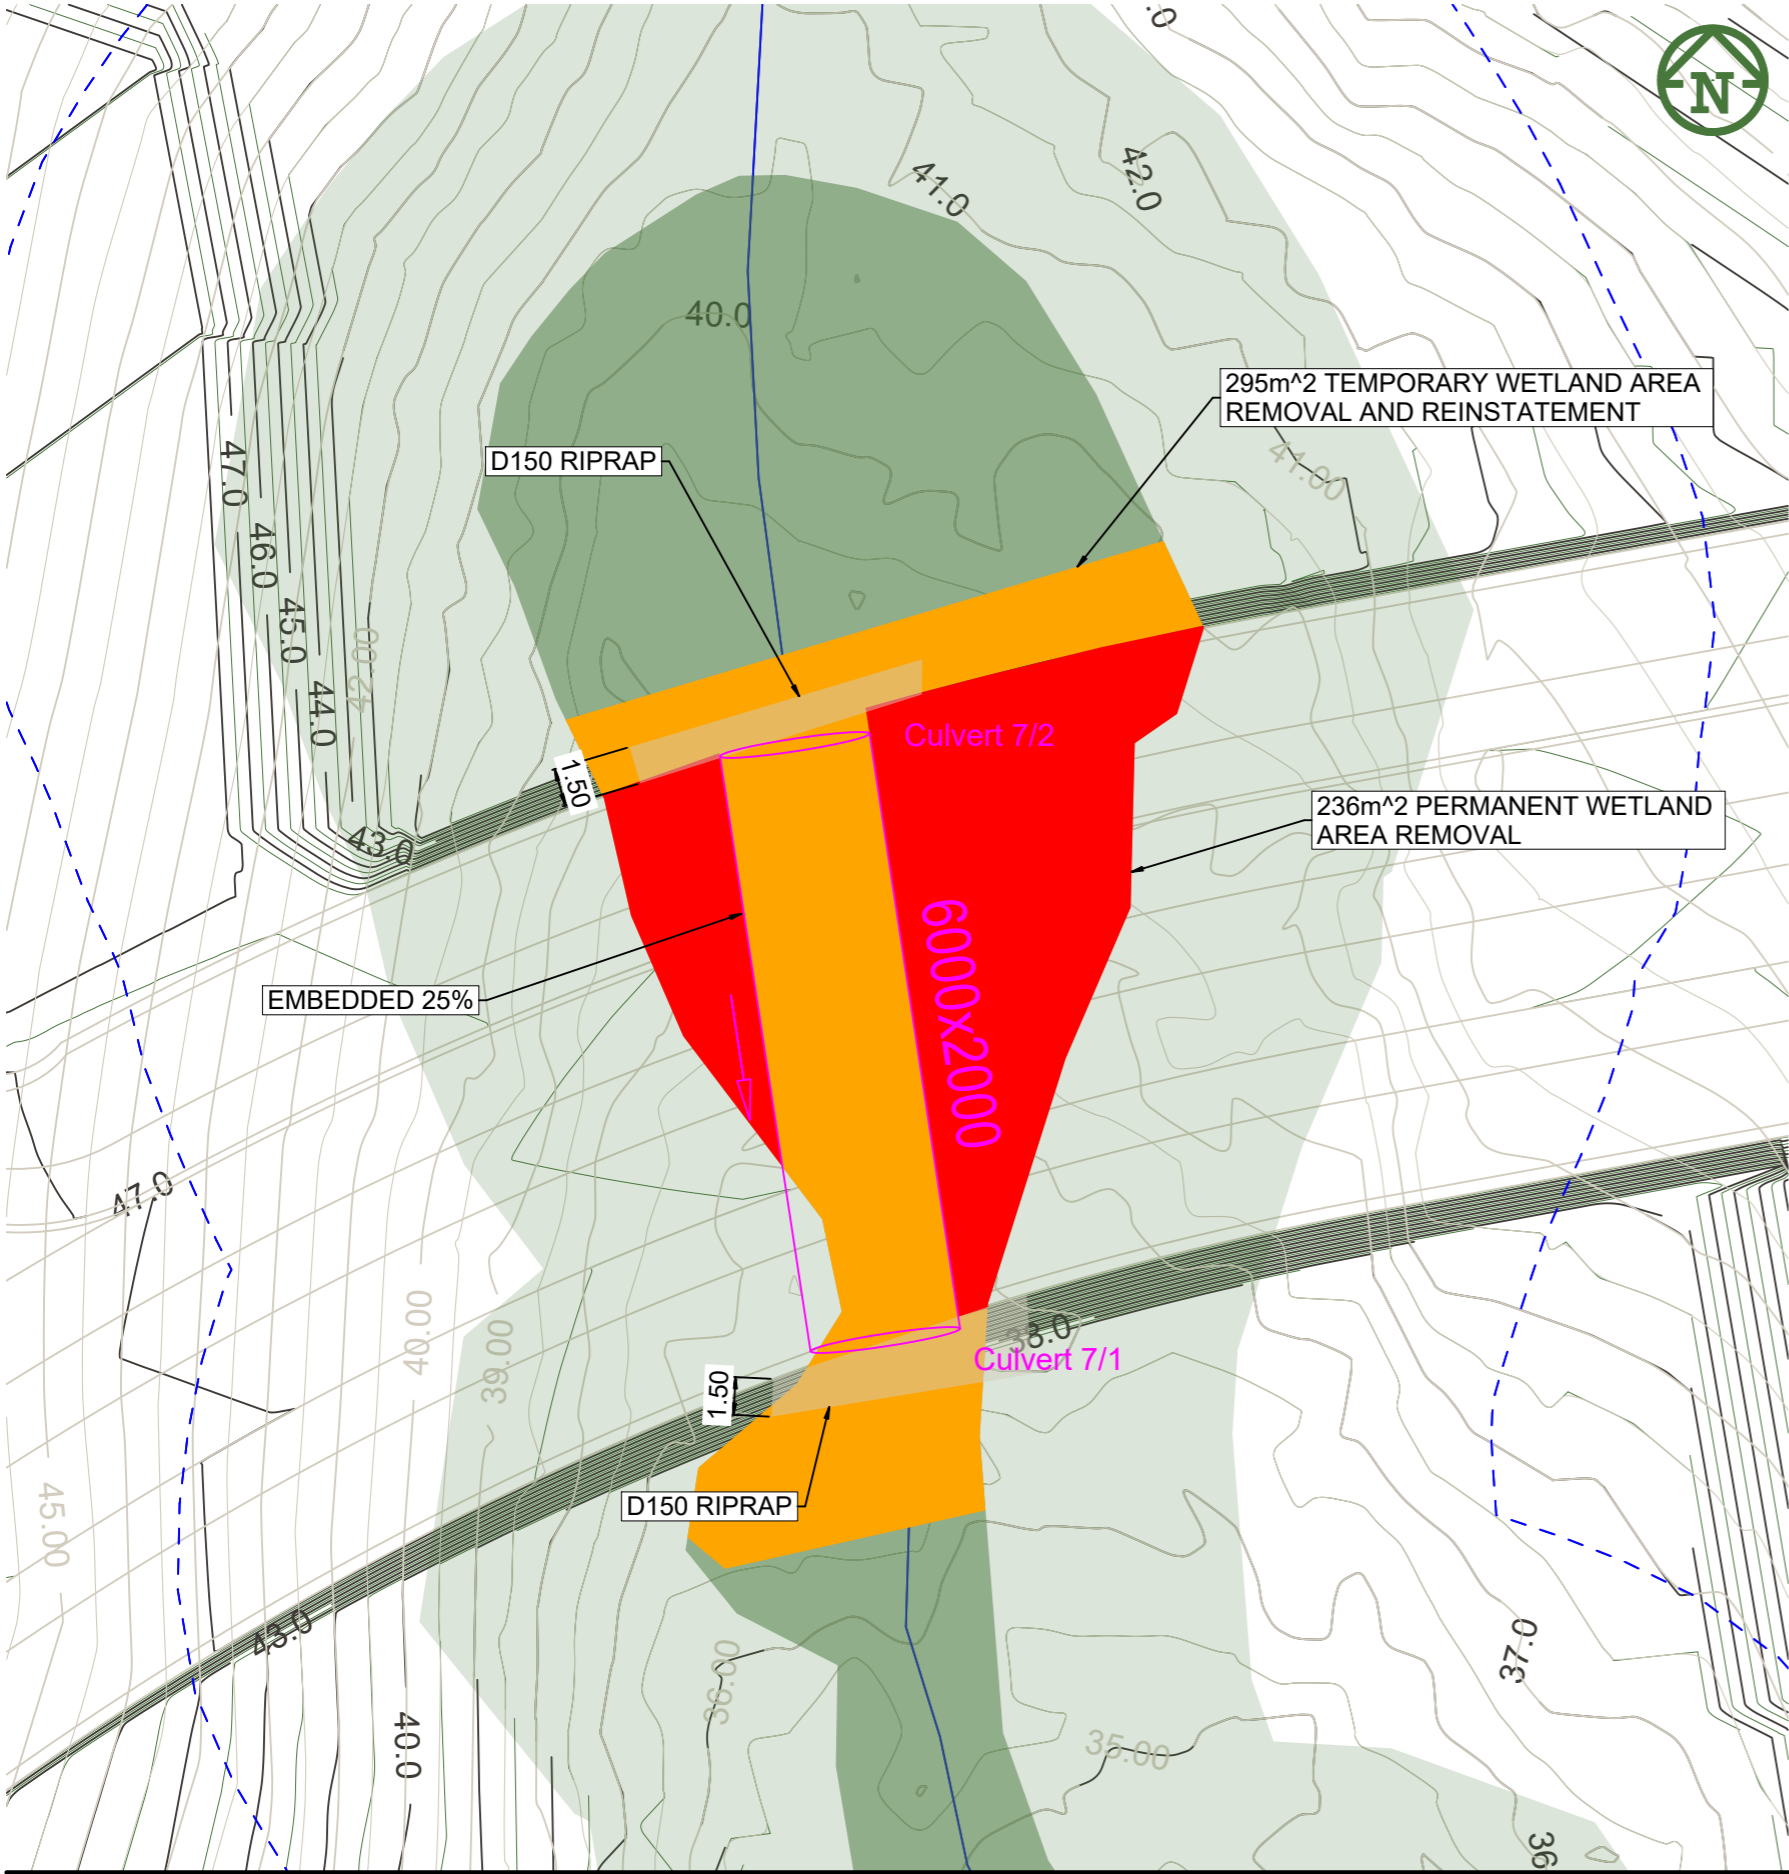 .0
N
42.0
41.0
40.0
295m^2 TEMPORARY WETLAND AREA
REMOVAL AND REINSTATEMENT
D150 RIPRAP
41.00
47.0
46.0
45.0
42.00
44.0
Culvert 7/2
1.50
236m^2 PERMANENT WETLAND
AREA REMOVAL
43.0
6000x2000
EMBEDDED 25%
47.0
40.00
39.00
38.0
Culvert 7/1
1.50
D150 RIPRAP
45.00
43.0
37.0
36.00
40.0
35.00
36